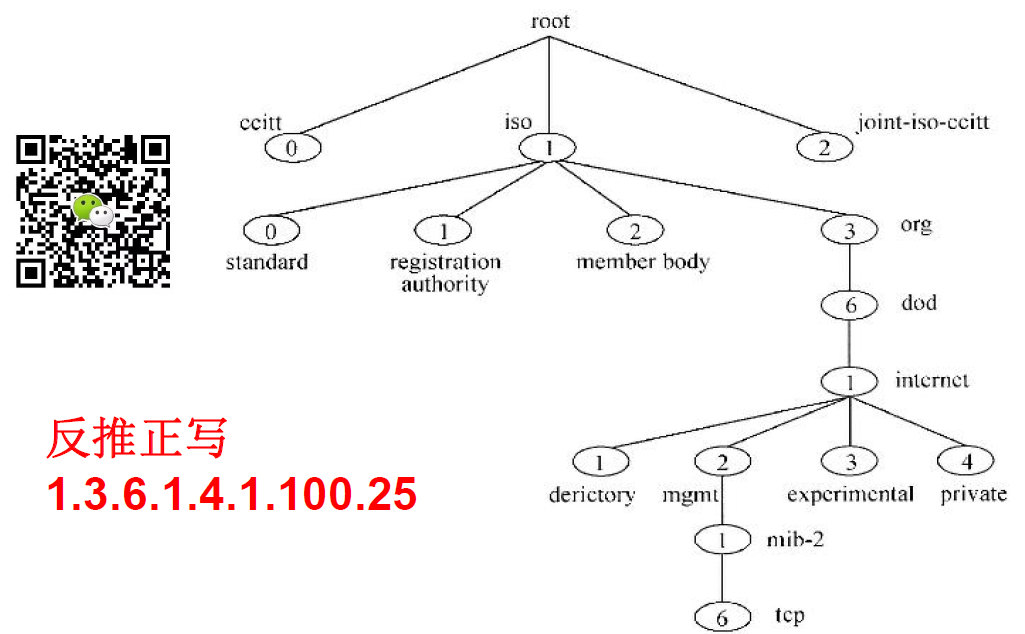 root
ccitt
iso
joint-iso-ccitt
0
1
2
0
1
2
3
org
standard
registration
authority
member body
6
dod
1
internet
反推正写
1.3.6.1.4.1.100.25
1
2
3
4
derictory
mgmt
experimental
private
1
mib-2
6
tcp